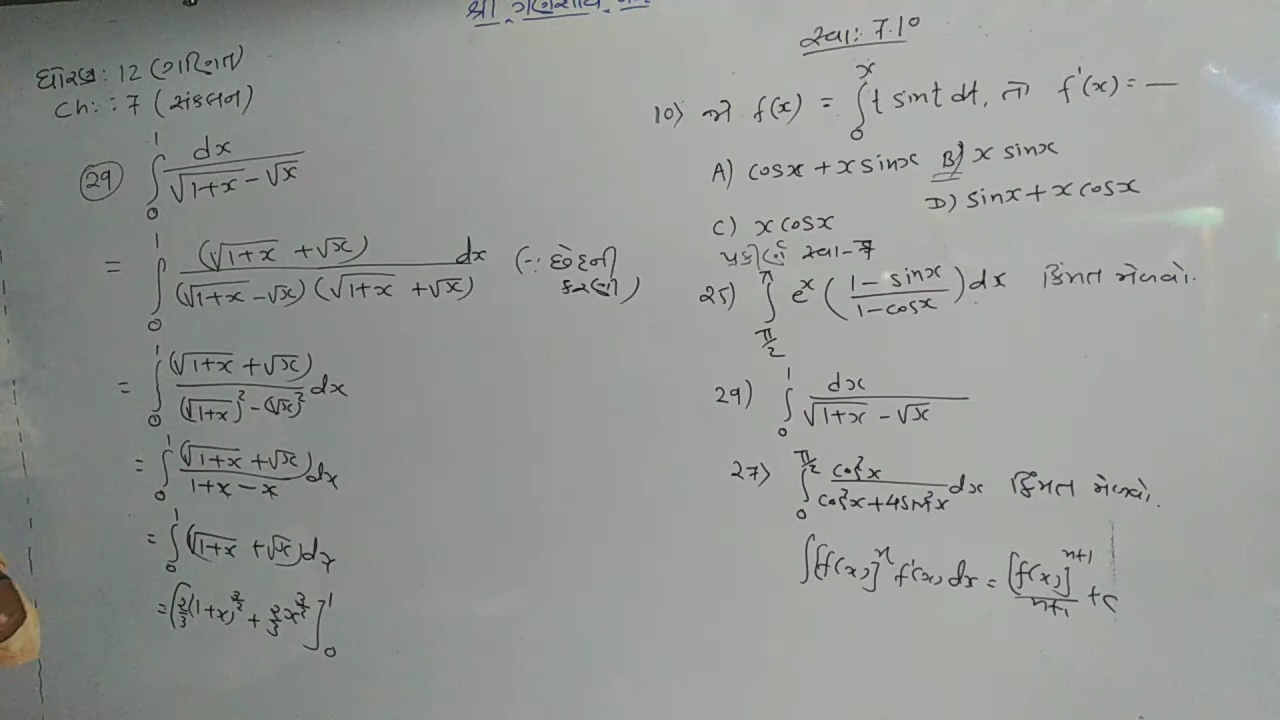 શ્રી ગણેશાય નમઃ
ધોરણ: 12 (ગણિત)
Ch: : 7 (સંકલન)
(29) ∫₀¹ dx / (√(1+x) - √x)
= ∫₀¹ (√(1+x) + √x) dx / ((√(1+x) - √x)(√(1+x) + √x)) (∵ છેદની
= ∫₀¹ (√(1+x) + √x) / ((√(1+x))² - (√x)²) dx
= ∫₀¹ (√(1+x) + √x) / (1+x-x) dx
= ∫₀¹ (√(1+x) + √x) dx
= [2/3 (1+x)^(3/2) + 2/3 x^(3/2)]₀¹
સ્વા: 7.10
10) જો f(x) = ∫₀ˣ t sint dt, તો f'(x) = —
A) cosx + x sinx B) x sinx
C) x cosx D) sinx + x cosx
પ્રકીર્ણ સ્વા-7
25) ∫_(π/2)^π eˣ ((1 - sinx) / (1 - cosx)) dx કિંમત મેળવો.
29) ∫₀¹ dx / (√(1+x) - √x)
27) ∫₀^(π/2) cos²x / (cos²x + 4sin²x) dx કિંમત મેળવો.
∫[f(x)]ⁿ f'(x) dx = [f(x)]^(n+1) / (n+1) + c